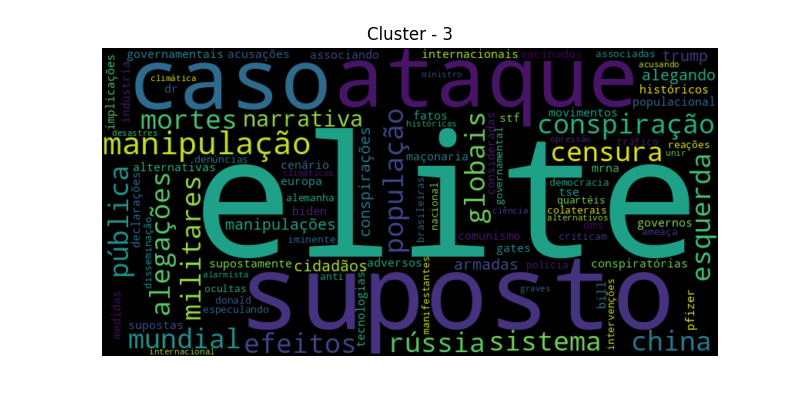 Cluster - 3
implicações
governamentais
acusações
associando
internacionais
vacinados
associadas
trump
indústria
climática
dr
caso
ataque
ministro
acusando
alegando
históricos
populacional
mortes
narrativa
fatos
históricas
stf
movimentos
conspiração
desastres
manipulação
denúncias
conspirações
população
maçonaria
globais
consideradas
governamental
opressão
tráfico
reações
censura
unir
alternativas
cenário
climáticos
europa
elite
mrna
democracia
pública
declarações
disseminação
alegações
militares
alemanha
biden
manipulações
iminente
brasileiras
nacional
ciência
tse
quartéis
colaterais
alternativos
oms
governos
ameaça
esquerda
comunismo
criticam
gates
polícia
supostamente
cidadãos
adversos
armadas
conspiratórias
alarmista
anti
ocultas
donald
especulando
suposto
tecnologias
manifestantes
graves
intervenções
bill
pfizer
medidas
supostas
mundial
internacional
efeitos
rússia
sistema
china